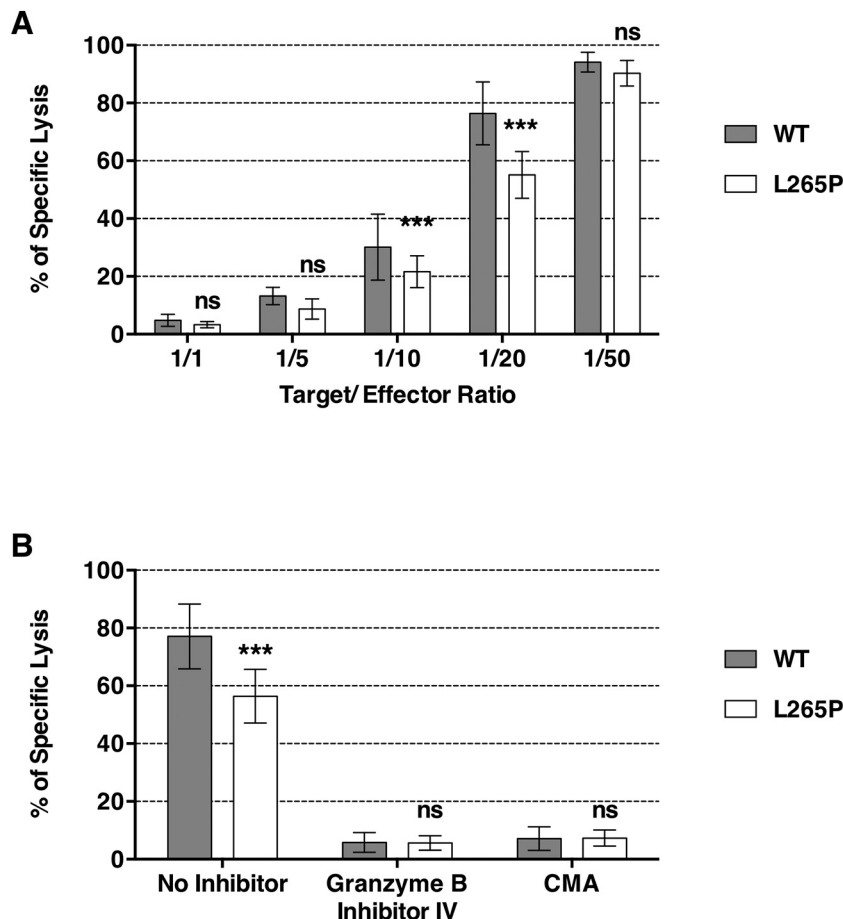 A
% of Specific Lysis
100
80
60
40
20
0
ns
ns
***
***
ns
1/1 1/5 1/10 1/20 1/50
Target/ Effector Ratio
WT
L265P
B
% of Specific Lysis
100
80
60
40
20
0
***
ns
ns
No Inhibitor Granzyme B CMA
Inhibitor IV
WT
L265P